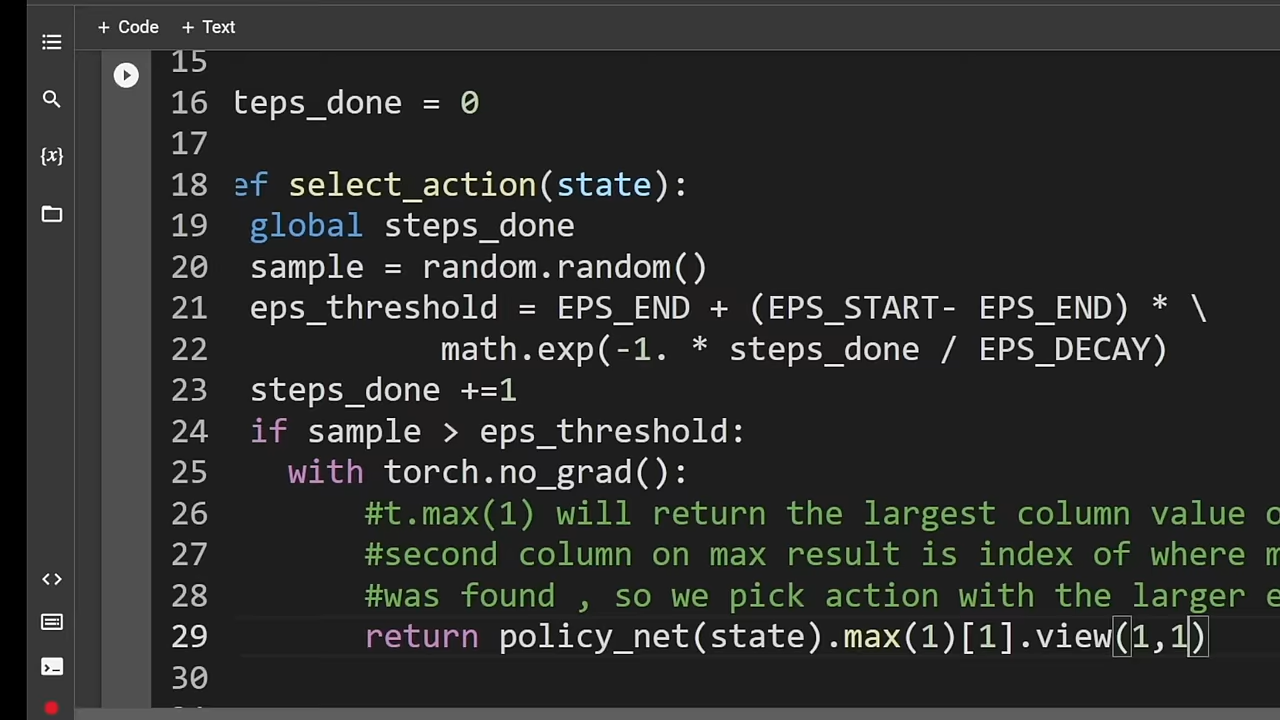 + Code + Text
15
16 teps_done = 0
17
18 ef select_action(state):
19 global steps_done
20 sample = random.random()
21 eps_threshold = EPS_END + (EPS_START- EPS_END) * \
22 math.exp(-1. * steps_done / EPS_DECAY)
23 steps_done +=1
24 if sample > eps_threshold:
25 with torch.no_grad():
26 #t.max(1) will return the largest column value o
27 #second column on max result is index of where m
28 #was found , so we pick action with the larger e
29 return policy_net(state).max(1)[1].view(1,1)
30